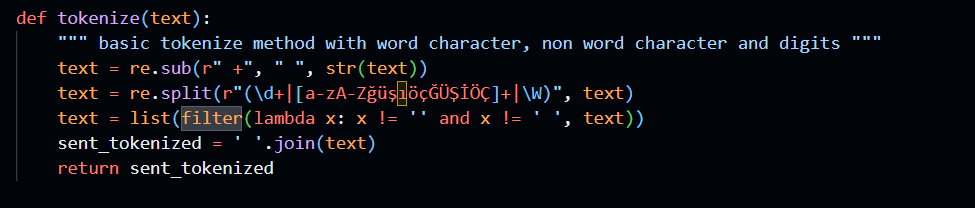 def tokenize(text):
    """ basic tokenize method with word character, non word character and digits """
    text = re.sub(r" +", " ", str(text))
    text = re.split(r"(\d+|[a-zA-ZğüşıöçĞÜŞİÖÇ]+|\W)", text)
    text = list(filter(lambda x: x != '' and x != ' ', text))
    sent_tokenized = ' '.join(text)
    return sent_tokenized